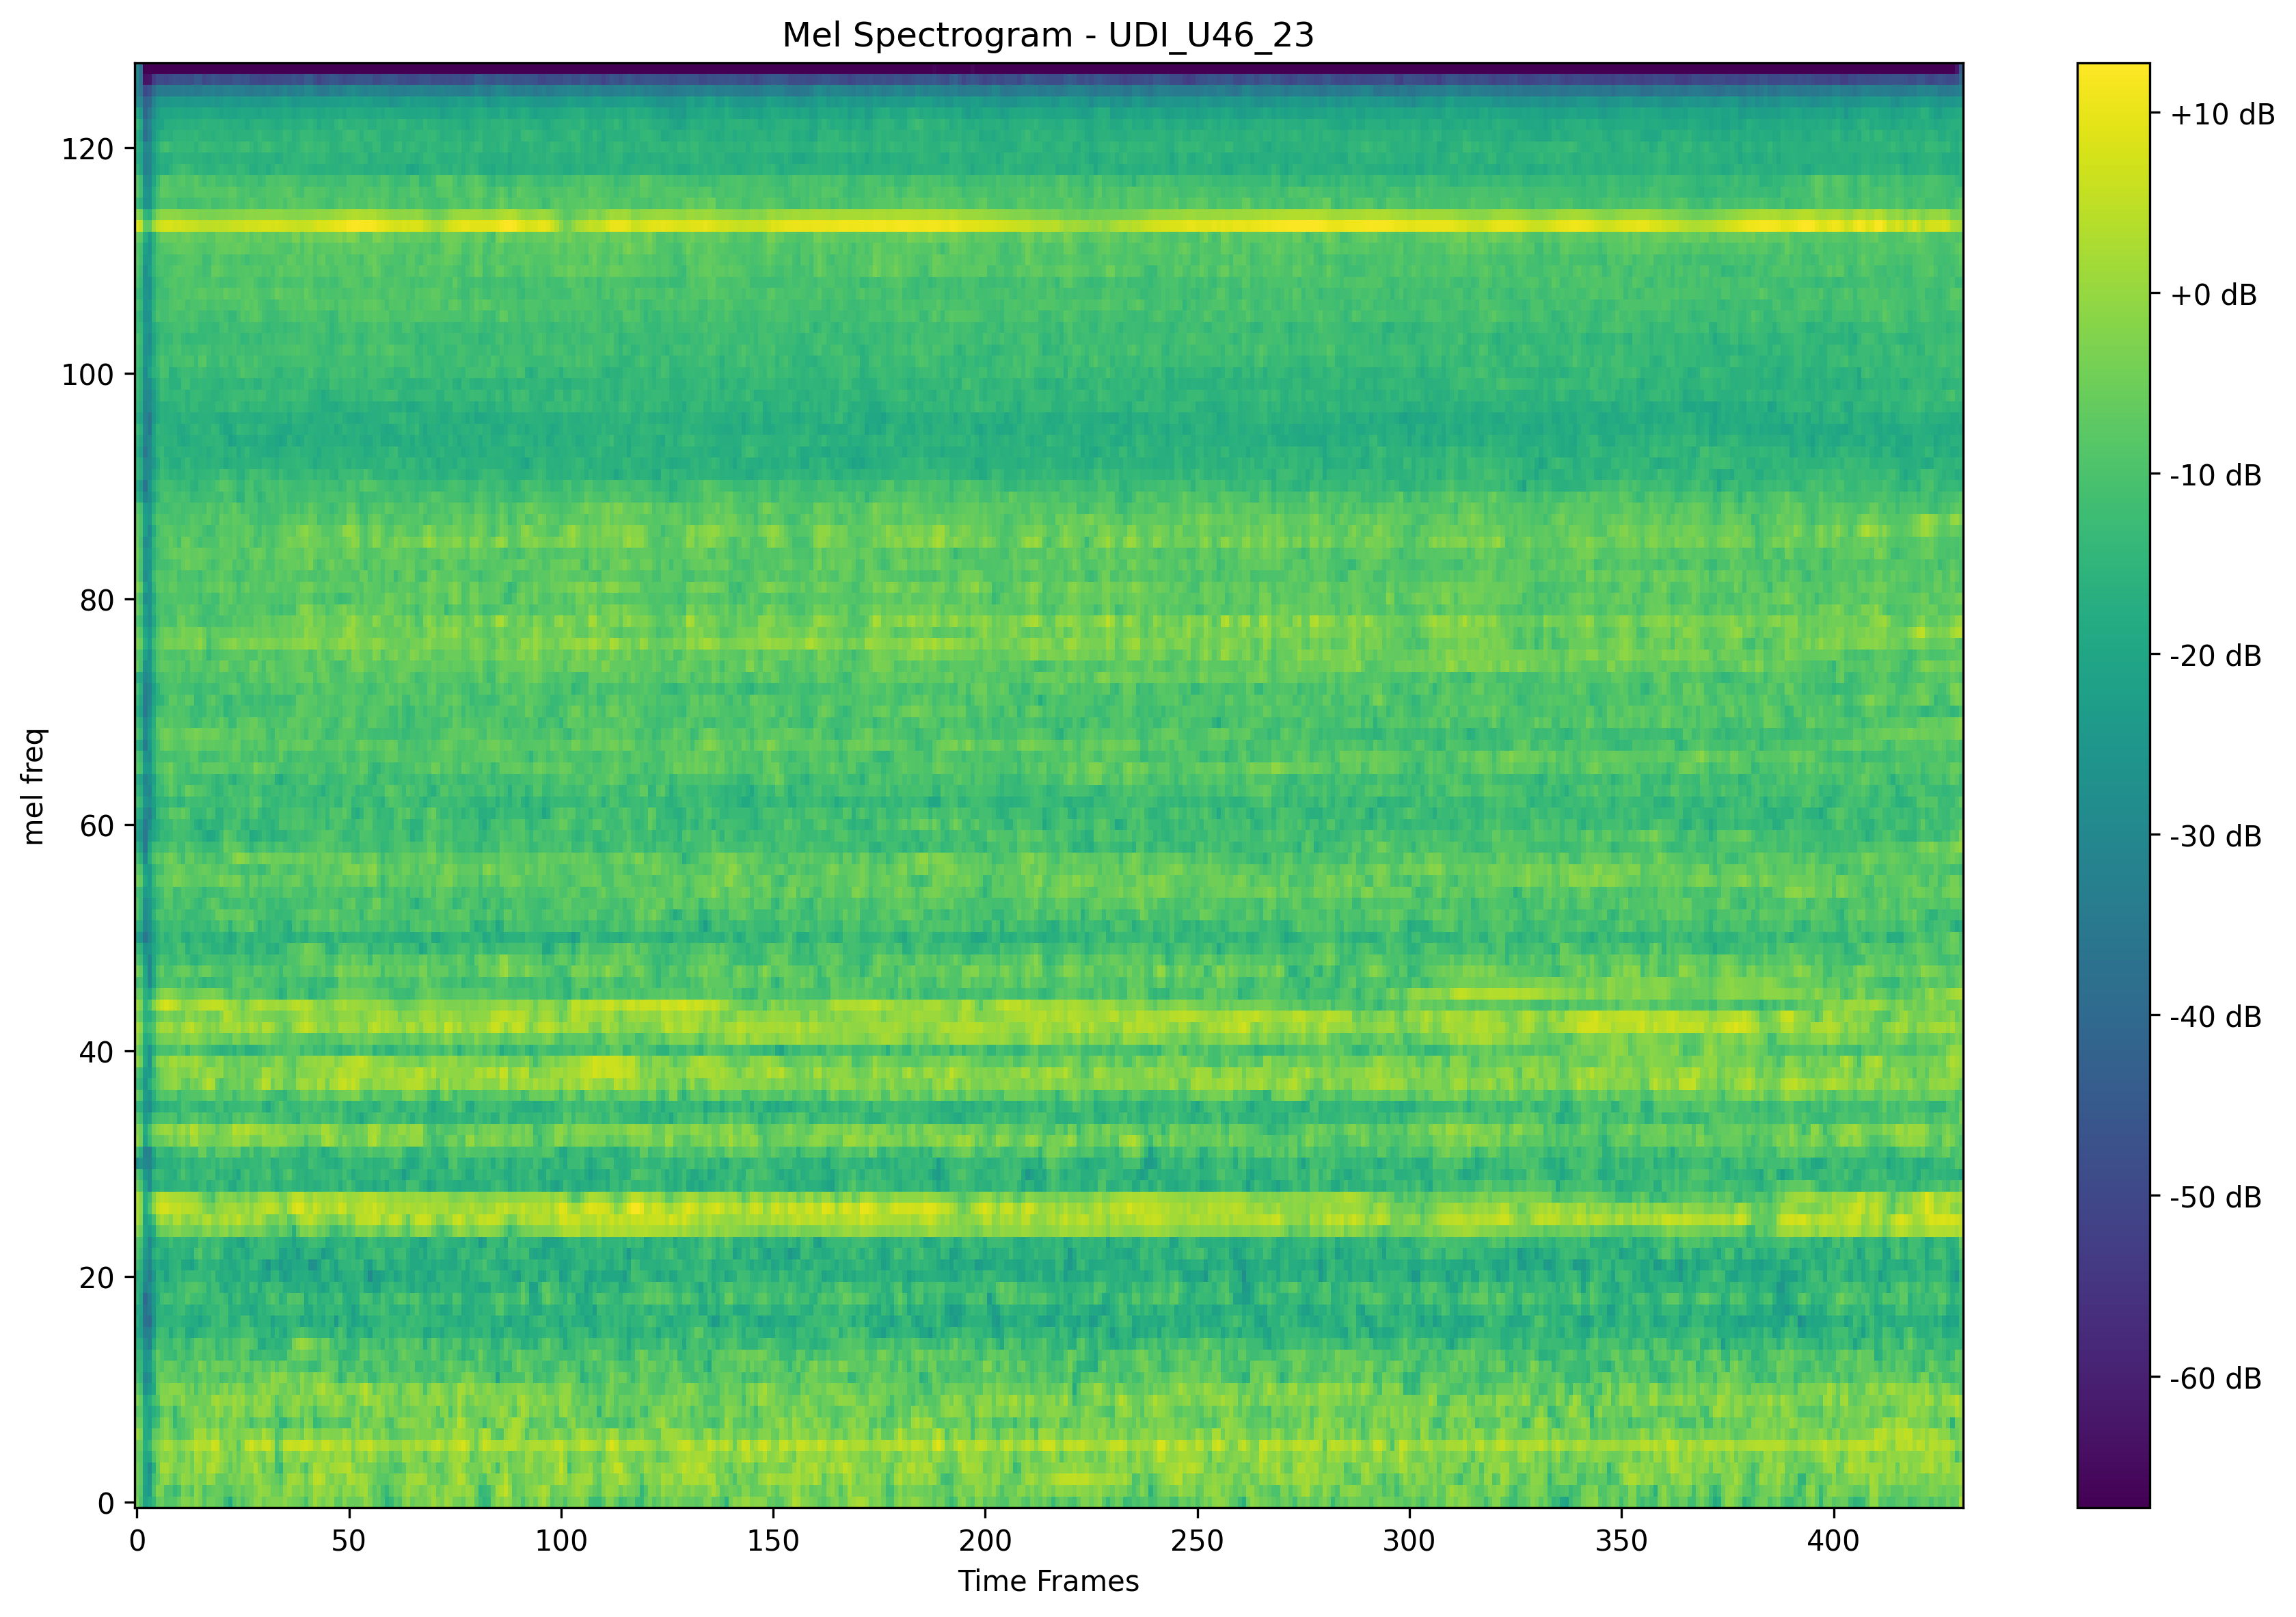 Mel Spectrogram - UDI_U46_23
mel freq
120
100
80
60
40
20
0
0 50 100 150 200 250 300 350 400
Time Frames
+10 dB
+0 dB
-10 dB
-20 dB
-30 dB
-40 dB
-50 dB
-60 dB